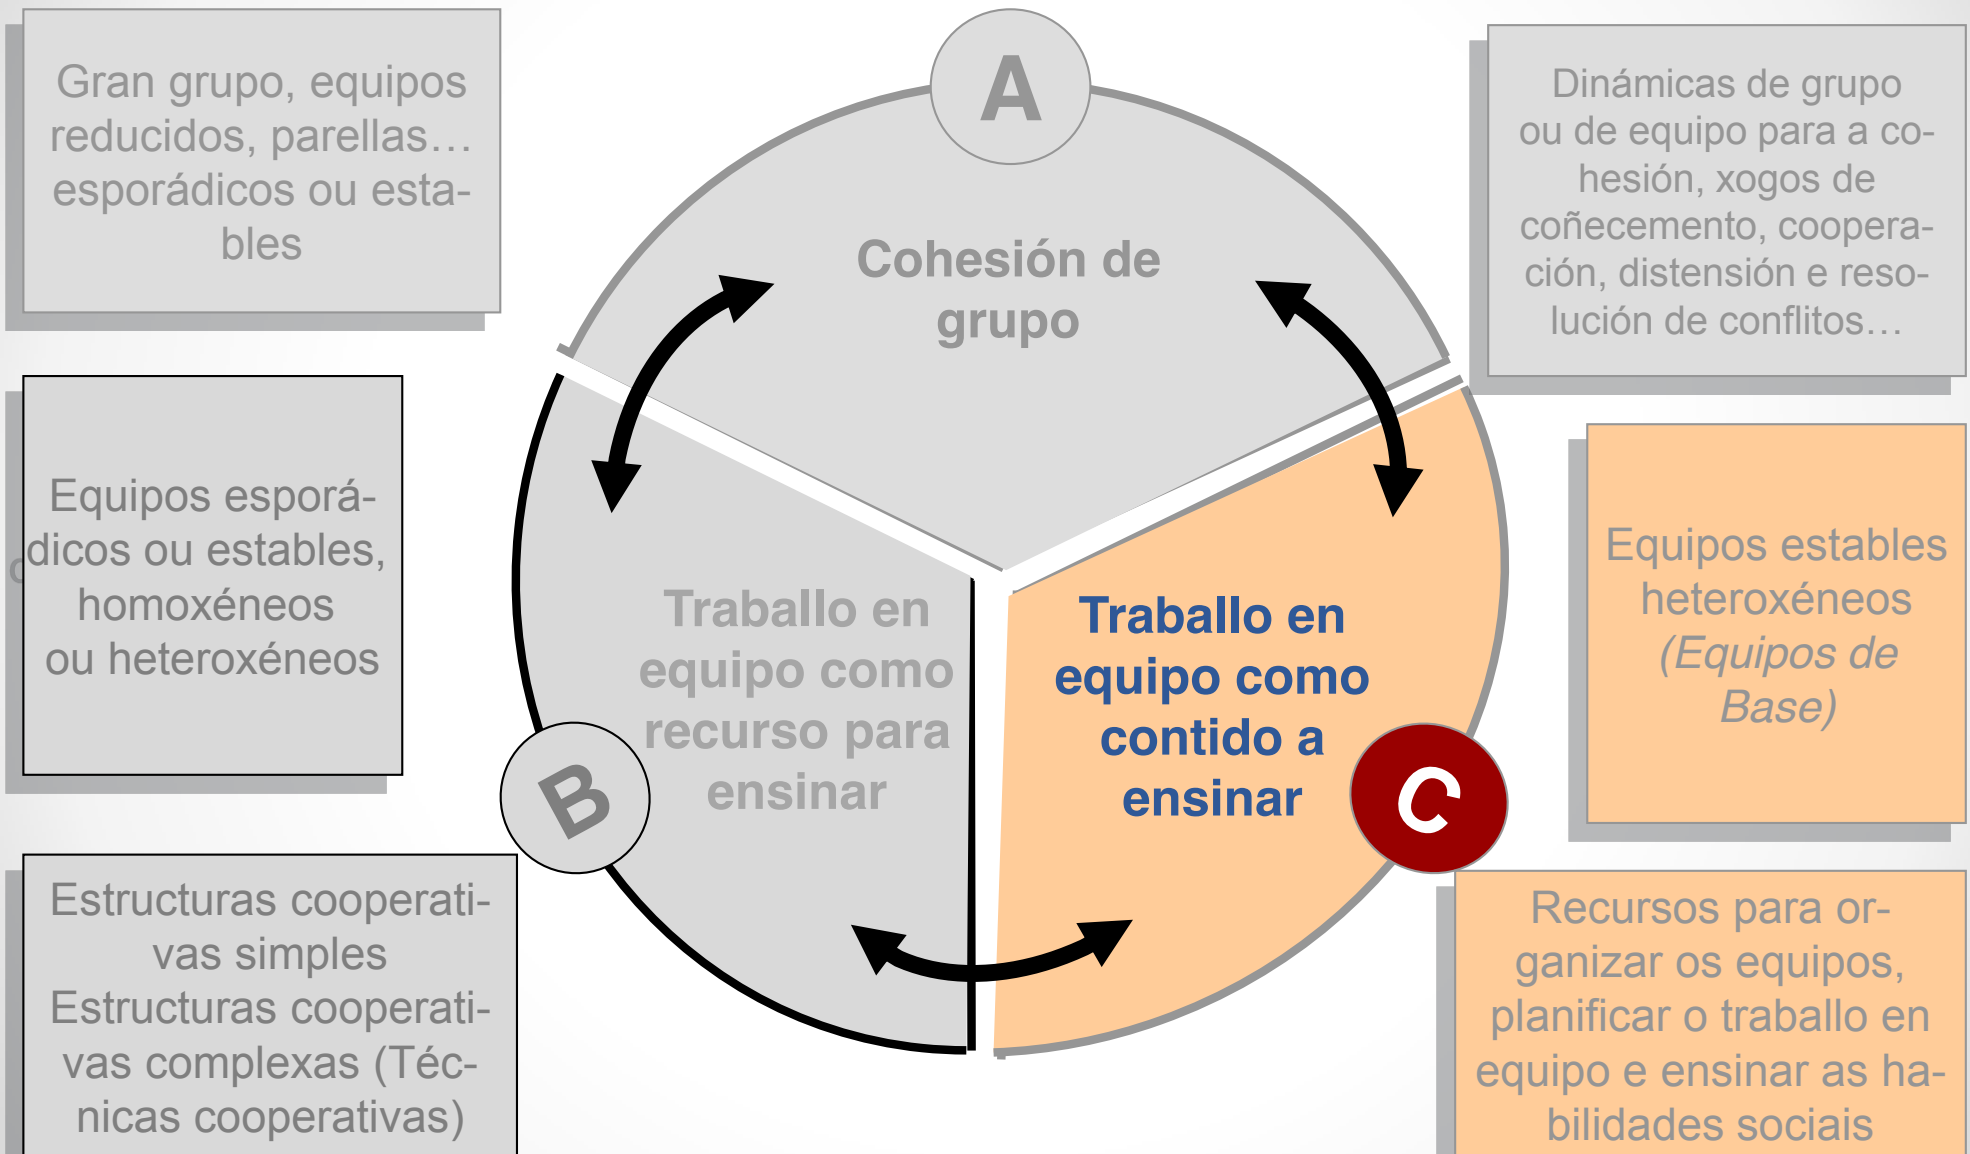 Gran grupo, equipos
reducidos, parellas…
esporádicos ou esta-
bles
A
Dinámicas de grupo
ou de equipo para a co-
hesión, xogos de
coñecemento, coopera-
ción, distensión e reso-
lución de conflitos…
Cohesión de
grupo
Equipos esporá-
dicos ou estables,
homoxéneos
ou heteroxéneos
Traballo en
equipo como
recurso para
ensinar
B
Traballo en
equipo como
contido a
ensinar
C
Equipos estables
heteroxéneos
(Equipos de
Base)
Estructuras cooperati-
vas simples
Estructuras cooperati-
vas complexas (Téc-
nicas cooperativas)
Recursos para or-
ganizar os equipos,
planificar o traballo en
equipo e ensinar as ha-
bilidades sociais